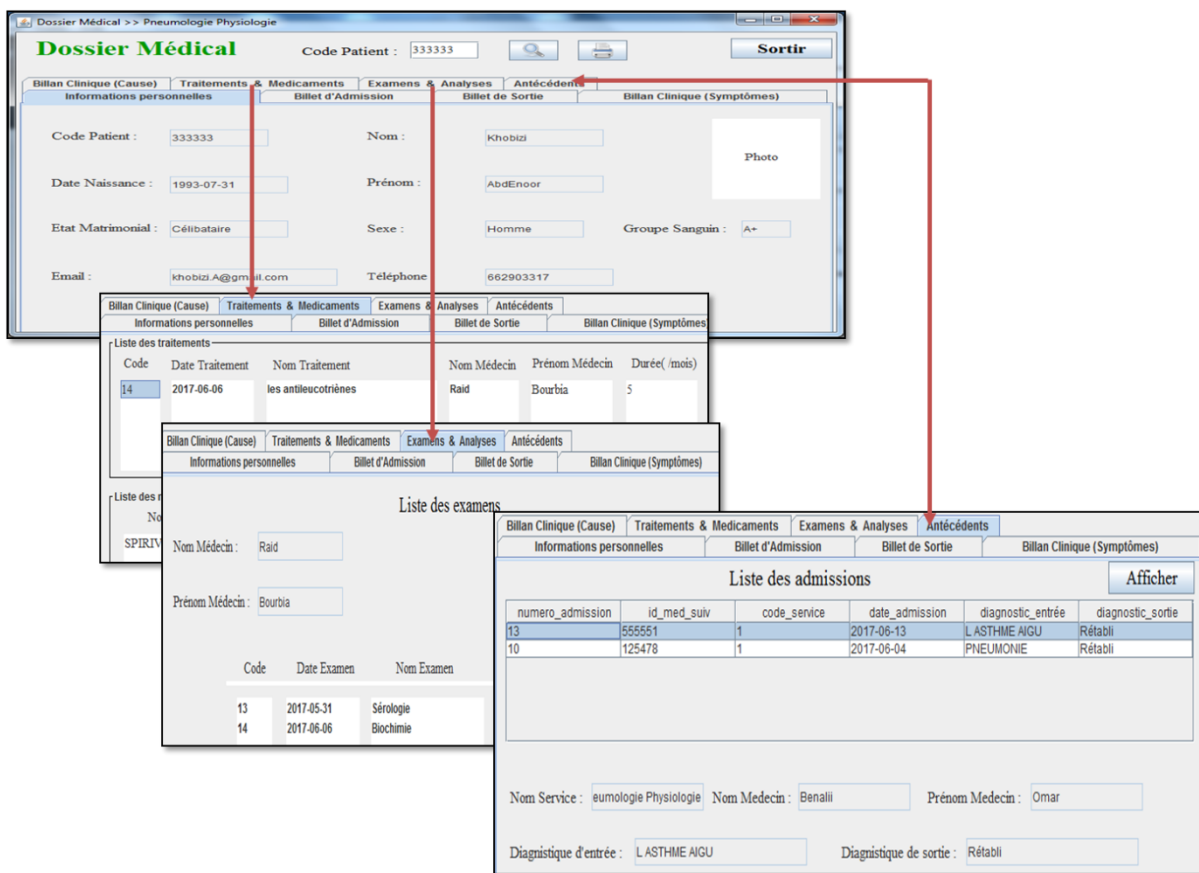 Dossier Médical >> Pneumologie Physiologie
Dossier Médical Code Patient : 333333 Sortir
Billan Clinique (Cause) Traitements & Medicaments Examens & Analyses Antécédents
Informations personnelles Billet d'Admission Billet de Sortie Billan Clinique (Symptômes)
Code Patient : 333333 Nom : Khobizi
Photo
Date Naissance : 1993-07-31 Prénom : AbdEnoor
Etat Matrimonial : Célibataire Sexe : Homme Groupe Sanguin : A+
Email : khobizi.A@gmail.com Téléphone 662903317
Billan Clinique (Cause) Traitements & Medicaments Examens & Analyses Antécédents
Informations personnelles Billet d'Admission Billet de Sortie Billan Clinique (Symptômes
Liste des traitements
Code Date Traitement Nom Traitement Nom Médecin Prénom Médecin Durée( /mois)
14 2017-06-06 les antileucotriènes Raid Bourbia 5
Liste des
No
SPIRIV
Billan Clinique (Cause) Traitements & Medicaments Examens & Analyses Antécédents
Informations personnelles Billet d'Admission Billet de Sortie Billan Clinique (Symptômes)
Liste des examens
Nom Médecin : Raid
Prénom Médecin : Bourbia
Code Date Examen Nom Examen
13 2017-05-31 Sérologie
14 2017-06-06 Biochimie
Billan Clinique (Cause) Traitements & Medicaments Examens & Analyses Antécédents
Informations personnelles Billet d'Admission Billet de Sortie Billan Clinique (Symptômes)
Liste des admissions Afficher
numero_admission id_med_suiv code_service date_admission diagnostic_entrée diagnostic_sortie
13 555551 1 2017-06-13 L ASTHME AIGU Rétabli
10 125478 1 2017-06-04 PNEUMONIE Rétabli
Nom Service : eumologie Physiologie Nom Medecin : Benalii Prénom Medecin : Omar
Diagnistique d'entrée : L ASTHME AIGU Diagnistique de sortie : Rétabli